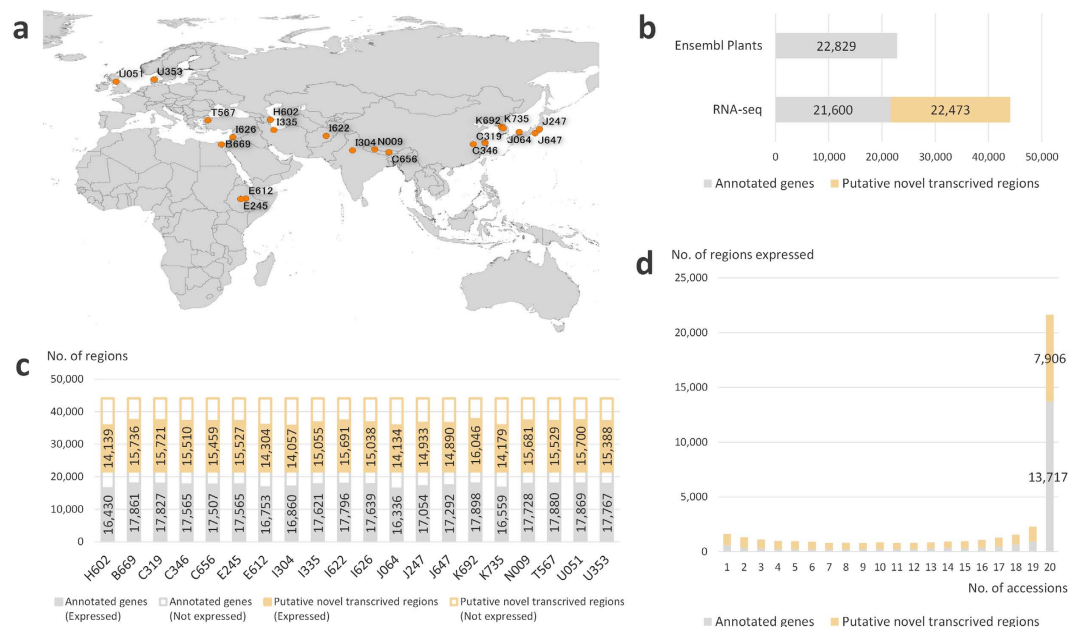 a
U051
U353
T567
H602
I335
I626
B669
I622
I304
N009
C656
K692
K735
C319
C346
J064
J247
J647
E612
E245
b
Ensembl Plants
22,829
RNA-seq
21,600
22,473
0
10,000
20,000
30,000
40,000
50,000
Annotated genes
Putative novel transcrived regions
c
No. of regions
50,000
40,000
30,000
20,000
10,000
0
14,139
15,736
15,721
15,510
15,459
15,527
14,304
14,057
15,055
15,691
15,038
14,134
14,933
14,890
16,046
14,179
15,681
15,529
15,700
15,388
16,430
17,861
17,827
17,565
17,507
17,565
16,753
16,860
17,621
17,796
17,639
16,336
17,054
17,292
17,898
16,559
17,728
17,880
17,869
17,767
H602
B669
C319
C346
C656
E245
E612
I304
I335
I622
I626
J064
J247
J647
K692
K735
N009
T567
U051
U353
Annotated genes
(Expressed)
Annotated genes
(Not expressed)
Putative novel transcrived regions
(Expressed)
Putative novel transcrived regions
(Not expressed)
d
No. of regions expressed
25,000
20,000
15,000
10,000
5,000
0
7,906
13,717
1
2
3
4
5
6
7
8
9
10
11
12
13
14
15
16
17
18
19
20
No. of accessions
Annotated genes
Putative novel transcrived regions